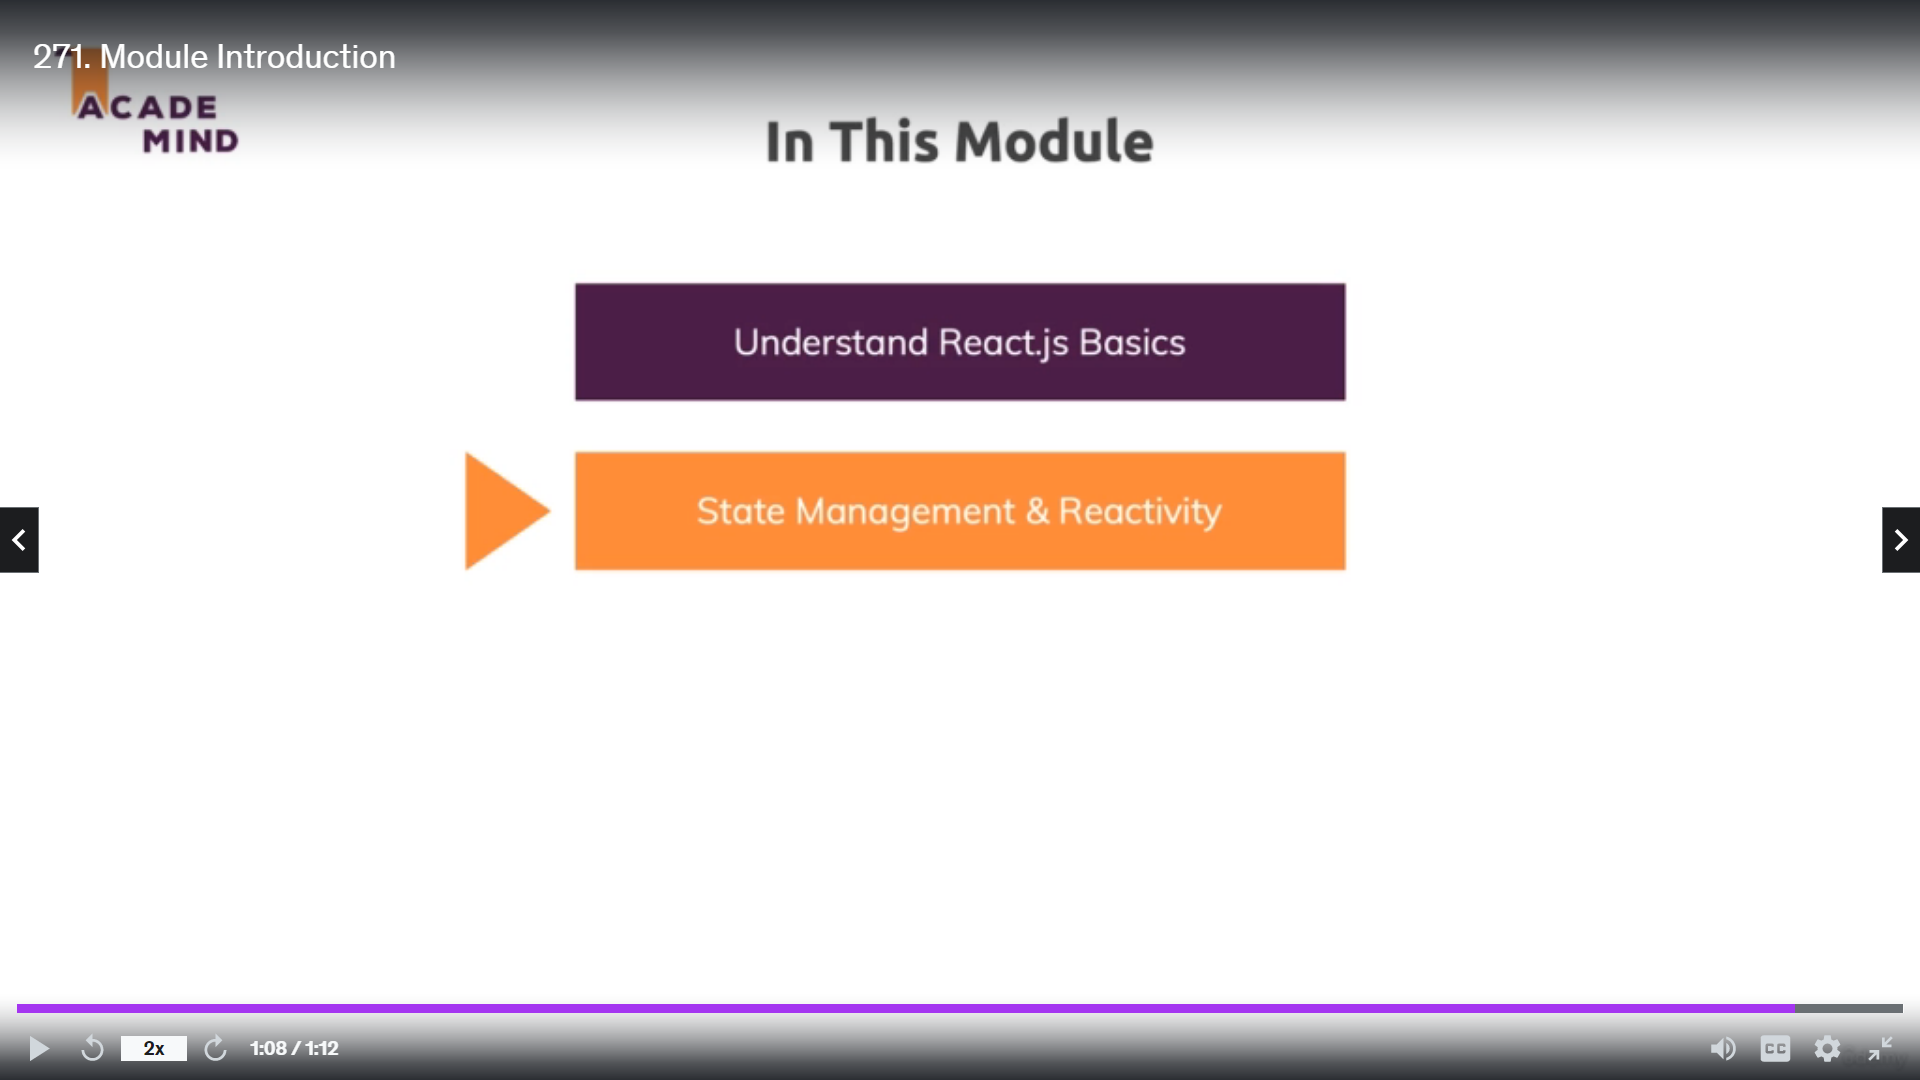 271. Module Introduction
ACADE
MIND
In This Module
Understand React.js Basics
State Management & Reactivity
2x
1:08 / 1:12
CC